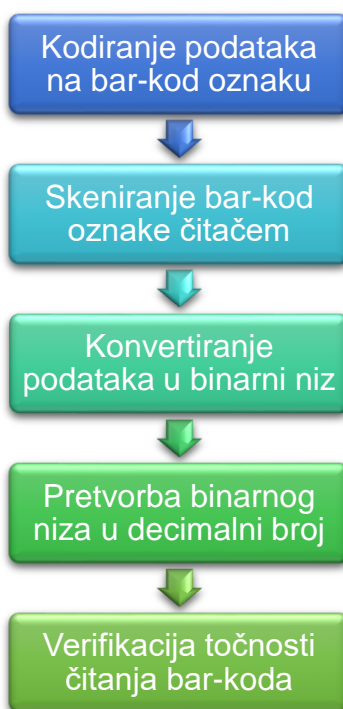 Kodiranje podataka
na bar-kod oznaku
Skeniranje bar-kod
oznake čitačem
Konvertiranje
podataka u binarni niz
Pretvorba binarnog
niza u decimalni broj
Verifikacija točnosti
čitanja bar-koda